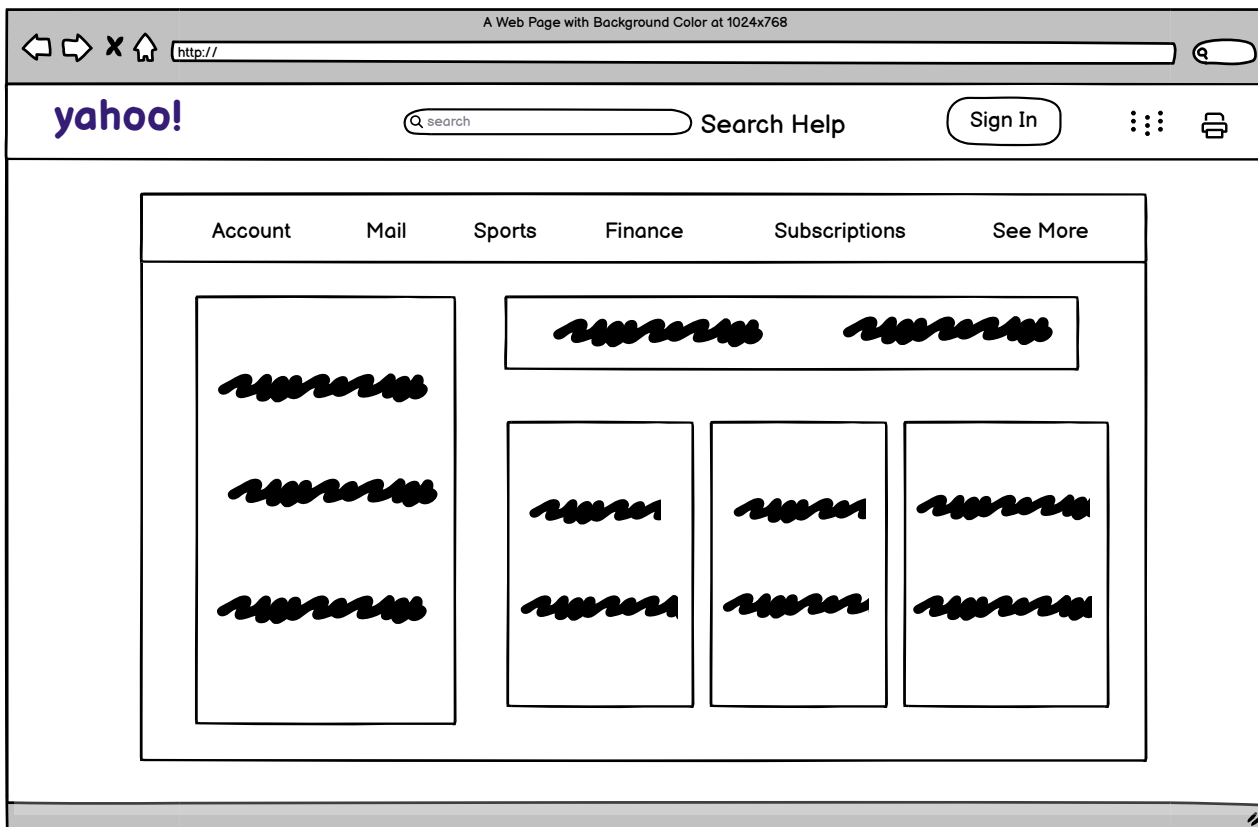 A Web Page with Background Color at 1024x768
http://
yahoo! search Search Help Sign In
Account Mail Sports Finance Subscriptions See More